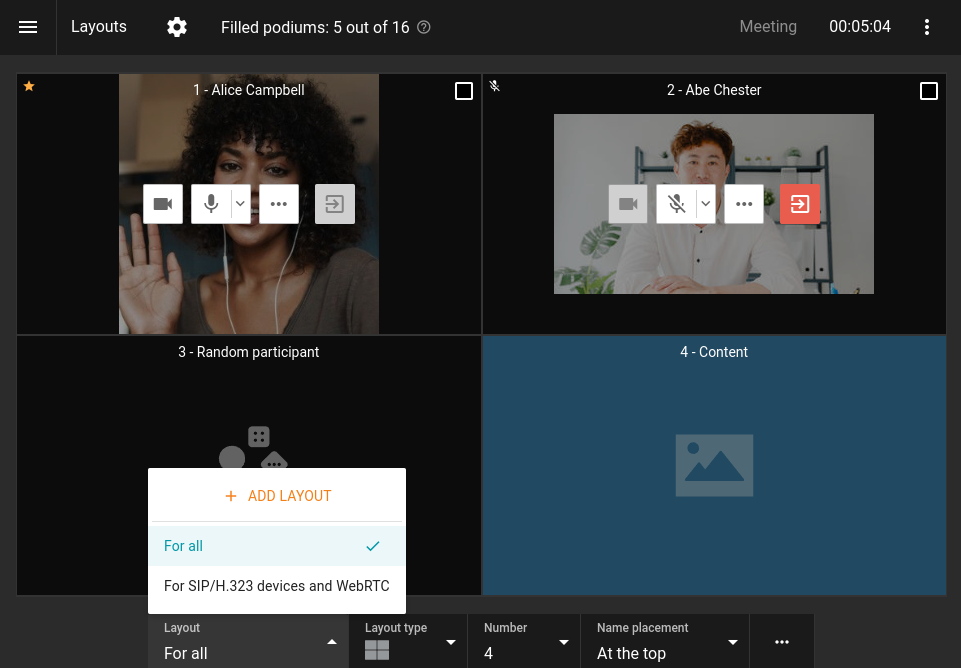 Layouts
Filled podiums: 5 out of 16
Meeting
00:05:04
1 - Alice Campbell
2 - Abe Chester
3 - Random participant
4 - Content
ADD LAYOUT
For all
For SIP/H.323 devices and WebRTC
Layout
For all
Layout type
Number
4
Name placement
At the top